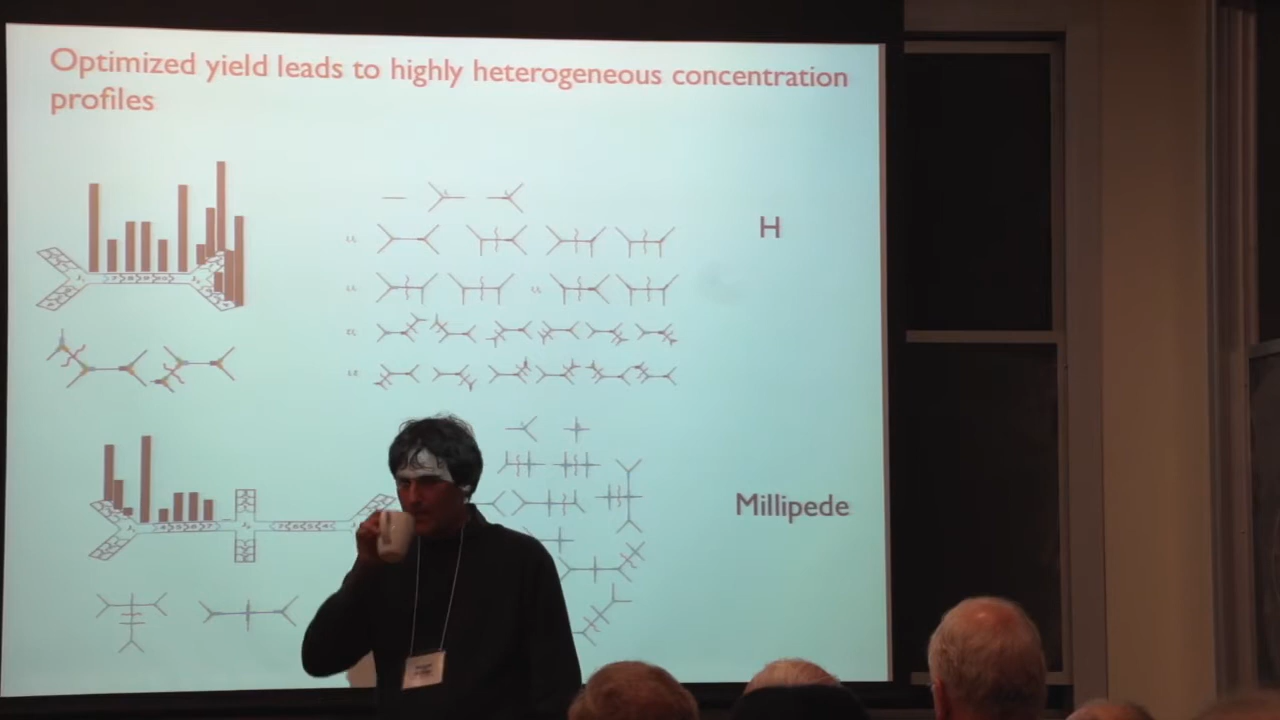 Optimized yield leads to highly heterogeneous concentration
profiles
H
Millipede